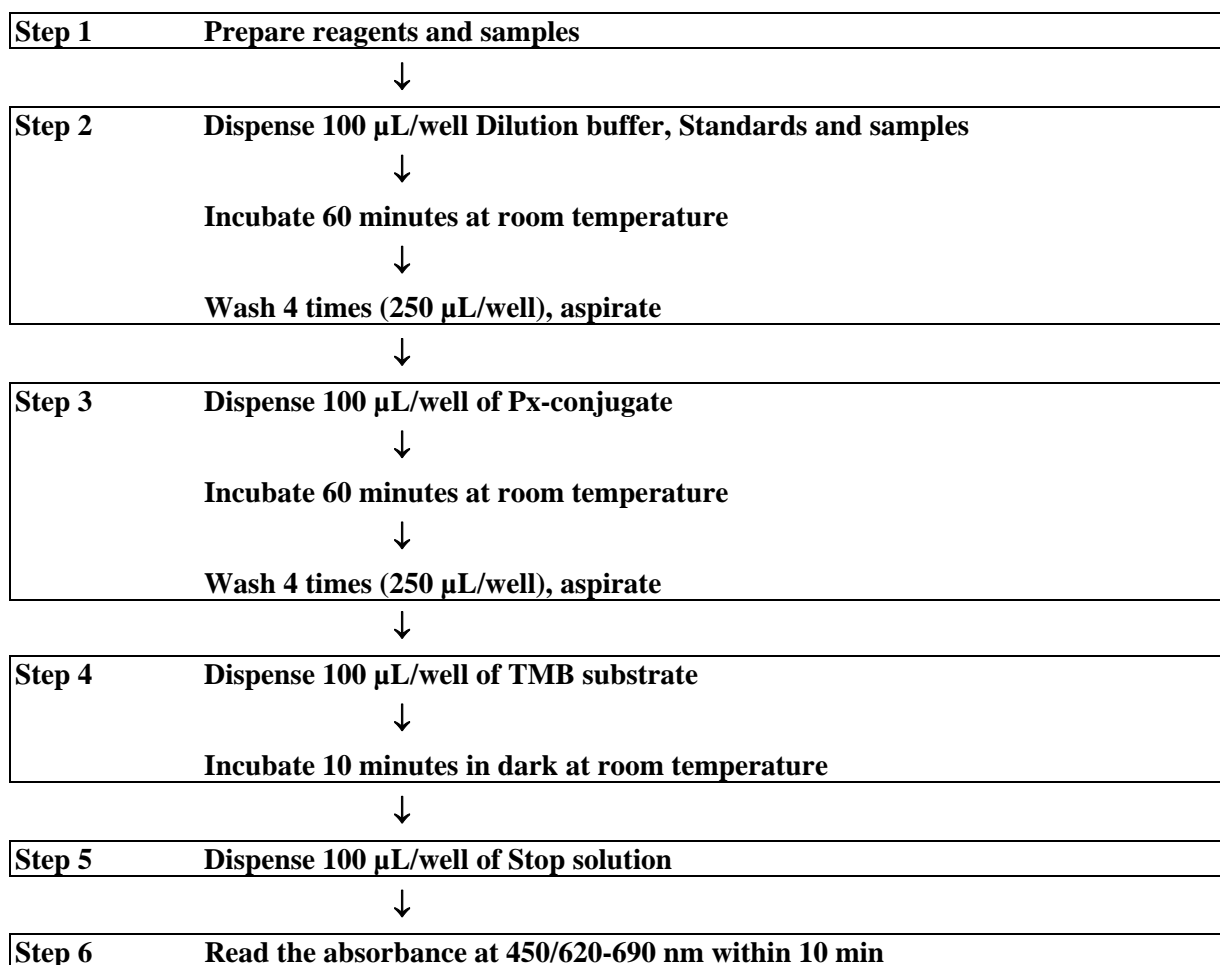 Step 1 Prepare reagents and samples
↓
Step 2 Dispense 100 µL/well Dilution buffer, Standards and samples
↓
Incubate 60 minutes at room temperature
↓
Wash 4 times (250 µL/well), aspirate
↓
Step 3 Dispense 100 µL/well of Px-conjugate
↓
Incubate 60 minutes at room temperature
↓
Wash 4 times (250 µL/well), aspirate
↓
Step 4 Dispense 100 µL/well of TMB substrate
↓
Incubate 10 minutes in dark at room temperature
↓
Step 5 Dispense 100 µL/well of Stop solution
↓
Step 6 Read the absorbance at 450/620-690 nm within 10 min